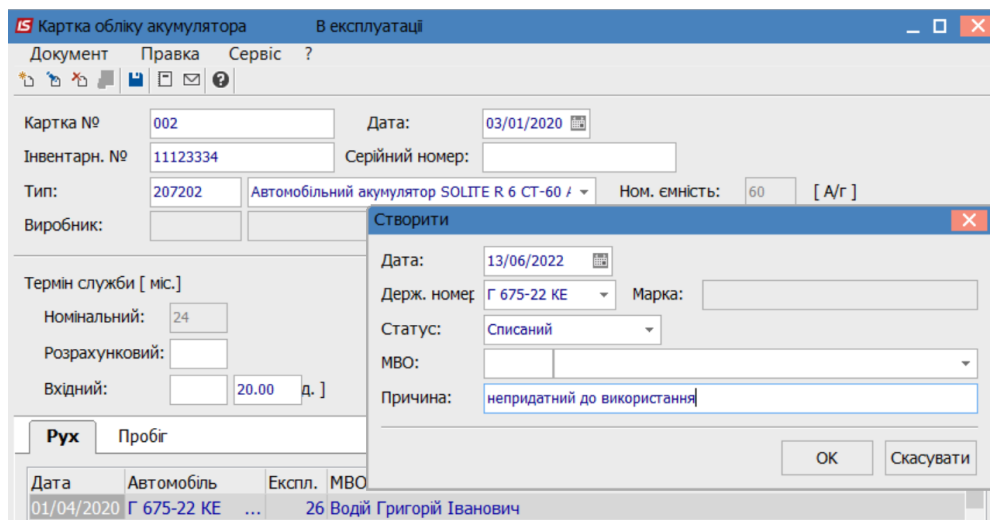 IS Картка обліку акумулятора В експлуатації
Документ Правка Сервіс ?
Картка № 002 Дата: 03/01/2020
Інвентарн. № 11123334 Серійний номер:
Тип: 207202 Автомобільний акумулятор SOLITE R 6 СТ-60 Ном. ємність: 60 [ А/г ]
Виробник:
Створити
Дата: 13/06/2022
Держ. номер Г 675-22 КЕ Марка:
Статус: Списаний
МВО:
Причина: непридатний до використання
ОК Скасувати
Термін служби [ міс.]
Номінальний: 24
Розрахунковий:
Вхідний: 20.00 д. ]
Рух Пробіг
Дата Автомобіль Експл. МВО
01/04/2020 Г 675-22 КЕ ... 26 Водій Григорій Іванович